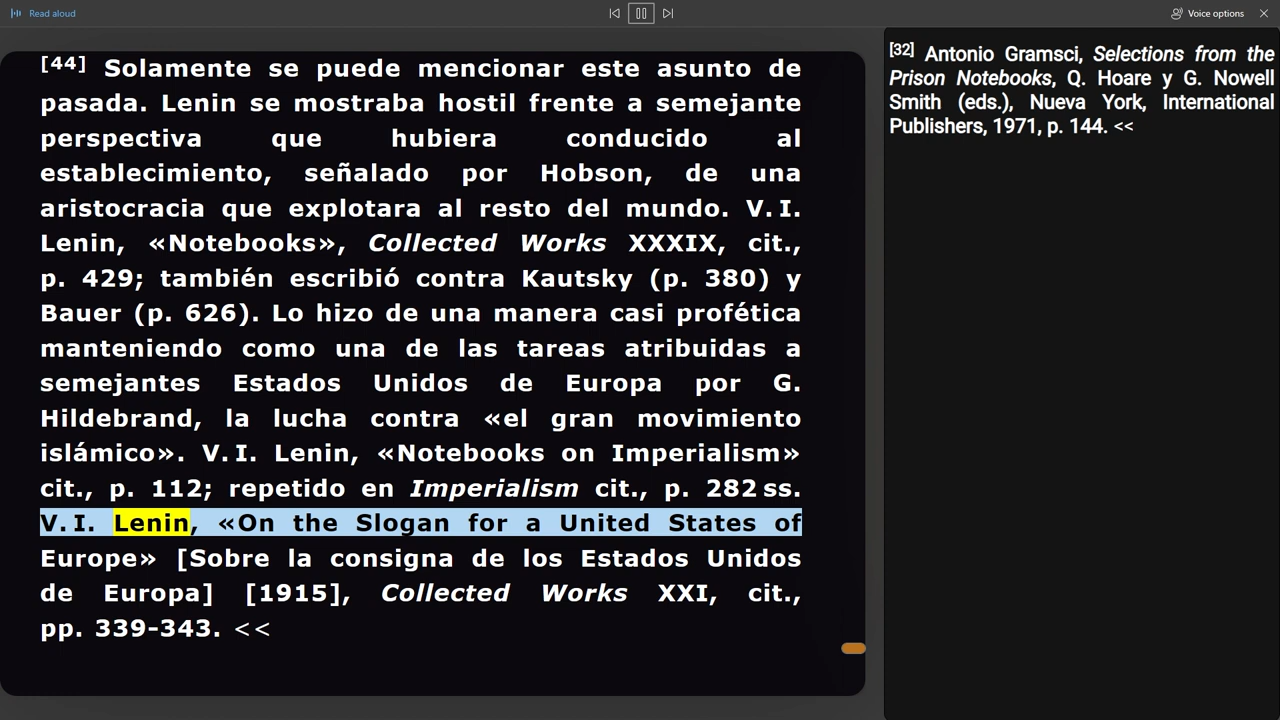 Read aloud
Voice options
[44] Solamente se puede mencionar este asunto de
pasada. Lenin se mostraba hostil frente a semejante
perspectiva que hubiera conducido al
establecimiento, señalado por Hobson, de una
aristocracia que explotara al resto del mundo. V. I.
Lenin, «Notebooks», Collected Works XXXIX, cit.,
p. 429; también escribió contra Kautsky (p. 380) y
Bauer (p. 626). Lo hizo de una manera casi profética
manteniendo como una de las tareas atribuidas a
semejantes Estados Unidos de Europa por G.
Hildebrand, la lucha contra «el gran movimiento
islámico». V. I. Lenin, «Notebooks on Imperialism»
cit., p. 112; repetido en Imperialism cit., p. 282 ss.
V. I. Lenin, «On the Slogan for a United States of
Europe» [Sobre la consigna de los Estados Unidos
de Europa] [1915], Collected Works XXI, cit.,
pp. 339-343. <<
[32] Antonio Gramsci, Selections from the
Prison Notebooks, Q. Hoare y G. Nowell
Smith (eds.), Nueva York, International
Publishers, 1971, p. 144. <<